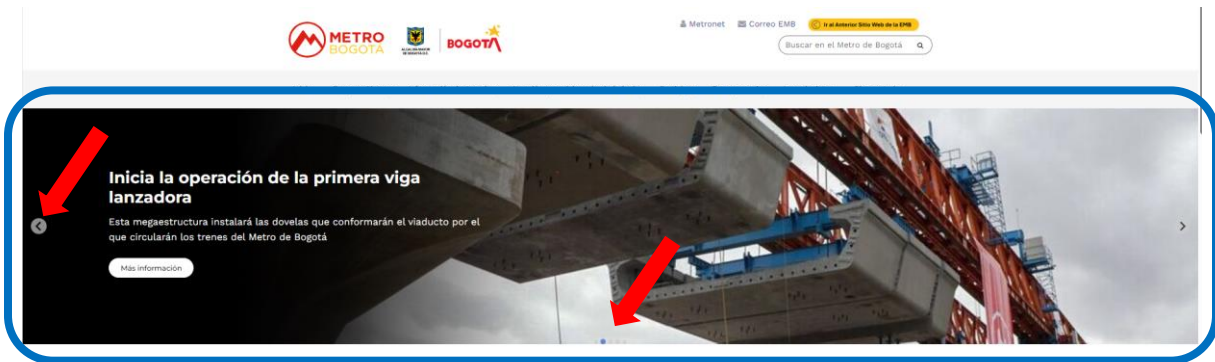 Metronet Correo EMB Ir al Anterior Sitio Web de la EMB
METRO
BOGOTÁ
BOGOTÁ
Buscar en el Metro de Bogotá
Inicia la operación de la primera viga
lanzadora
Esta megaestructura instalará las dovelas que conformarán el viaducto por el
que circularán los trenes del Metro de Bogotá
Más información